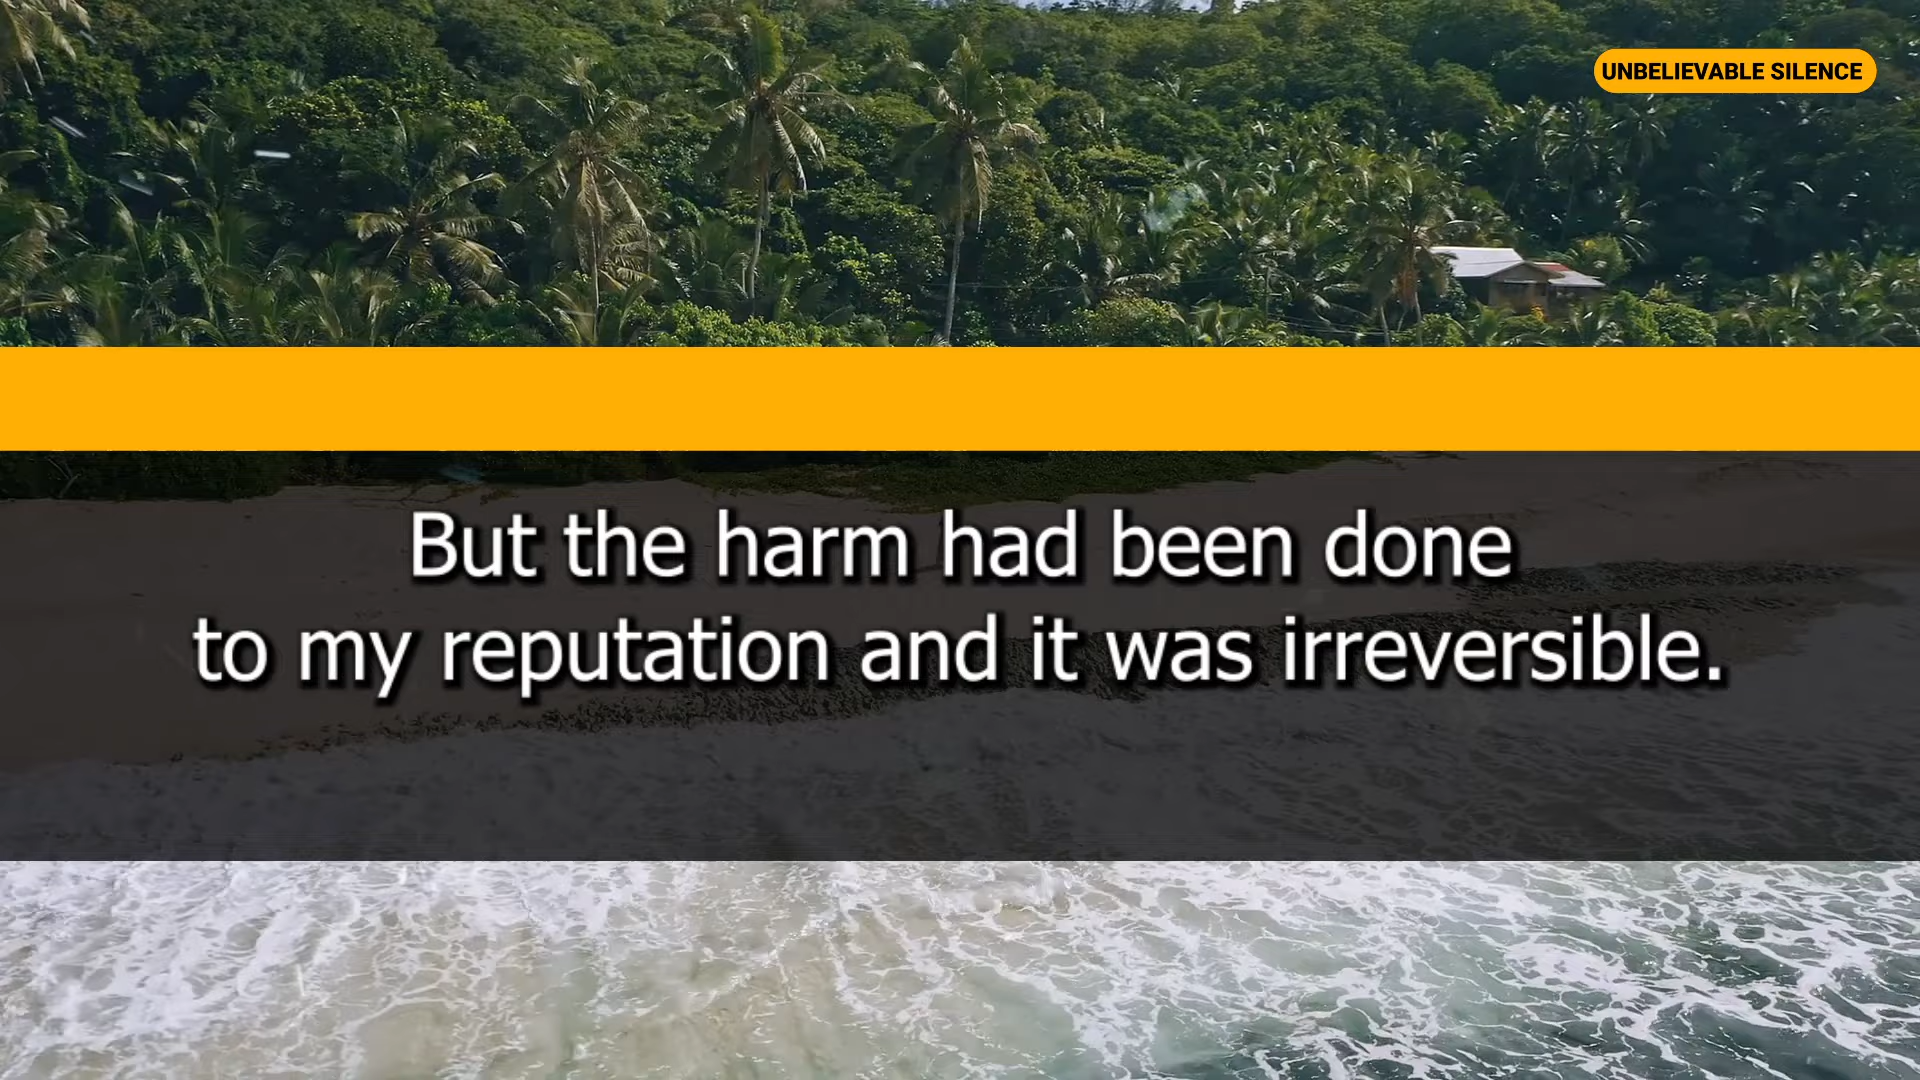 UNBELIEVABLE SILENCE
But the harm had been done
to my reputation and it was irreversible.